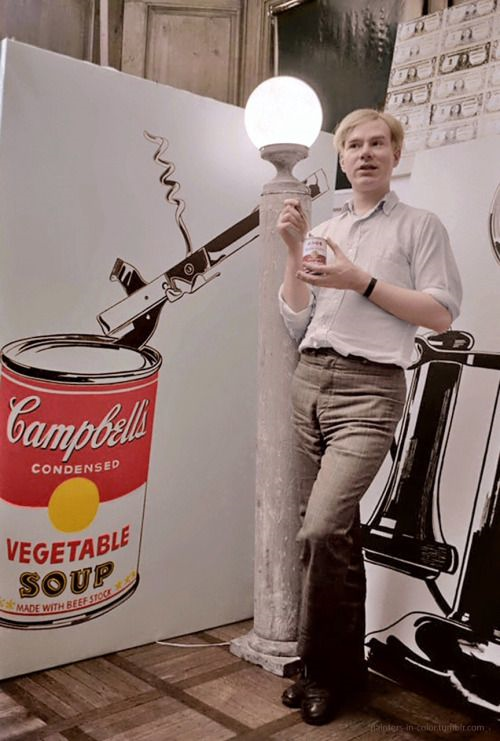 Campbell's
CONDENSED
VEGETABLE
SOUP
MADE WITH BEEF STOCK
painters-in-color.tumblr.com